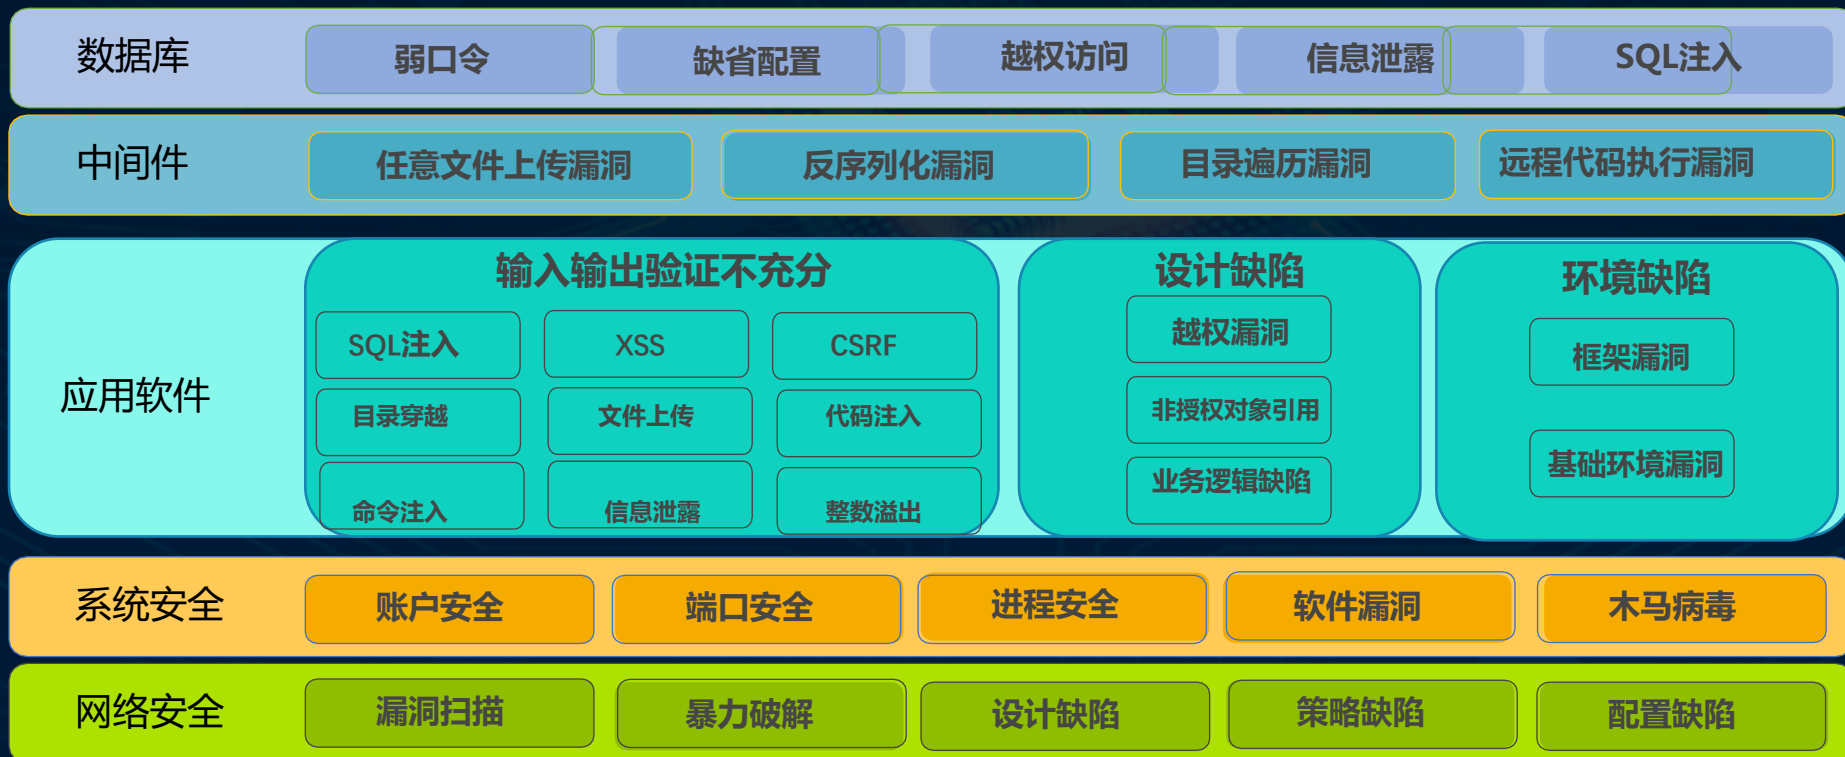 数据库
弱口令
缺省配置
越权访问
信息泄露
SQL注入
中间件
任意文件上传漏洞
反序列化漏洞
目录遍历漏洞
远程代码执行漏洞
应用软件
输入输出验证不充分
SQL注入
XSS
CSRF
目录穿越
文件上传
代码注入
命令注入
信息泄露
整数溢出
设计缺陷
越权漏洞
非授权对象引用
业务逻辑缺陷
环境缺陷
框架漏洞
基础环境漏洞
系统安全
账户安全
端口安全
进程安全
软件漏洞
木马病毒
网络安全
漏洞扫描
暴力破解
设计缺陷
策略缺陷
配置缺陷